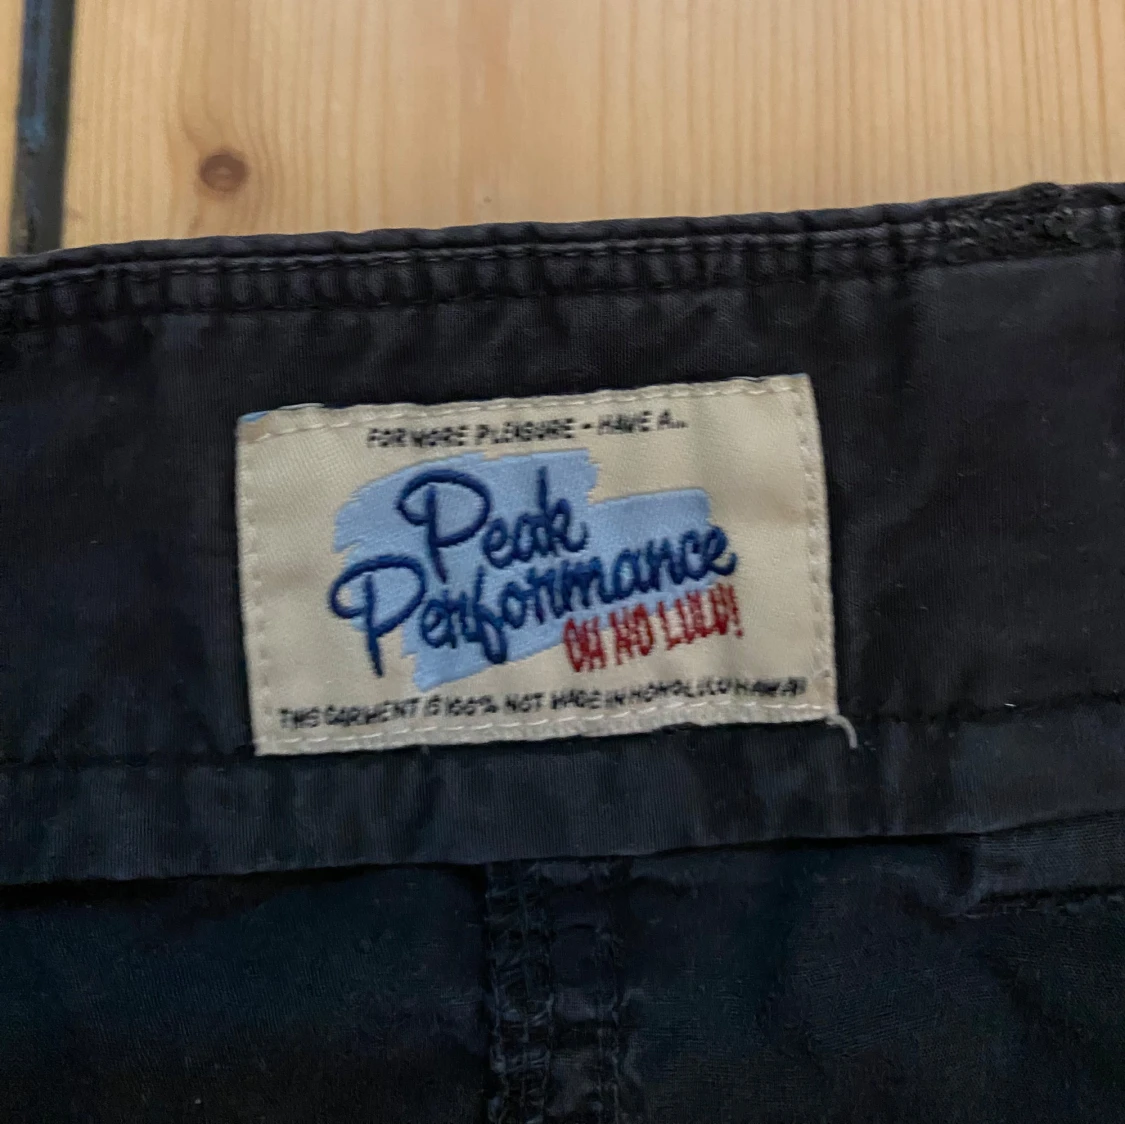 FOR MORE PLEASURE - HAVE A...
Peak
Performance
OH NO LULU!
THIS GARMENT IS 100% NOT MADE IN HONOLULU HAWAII